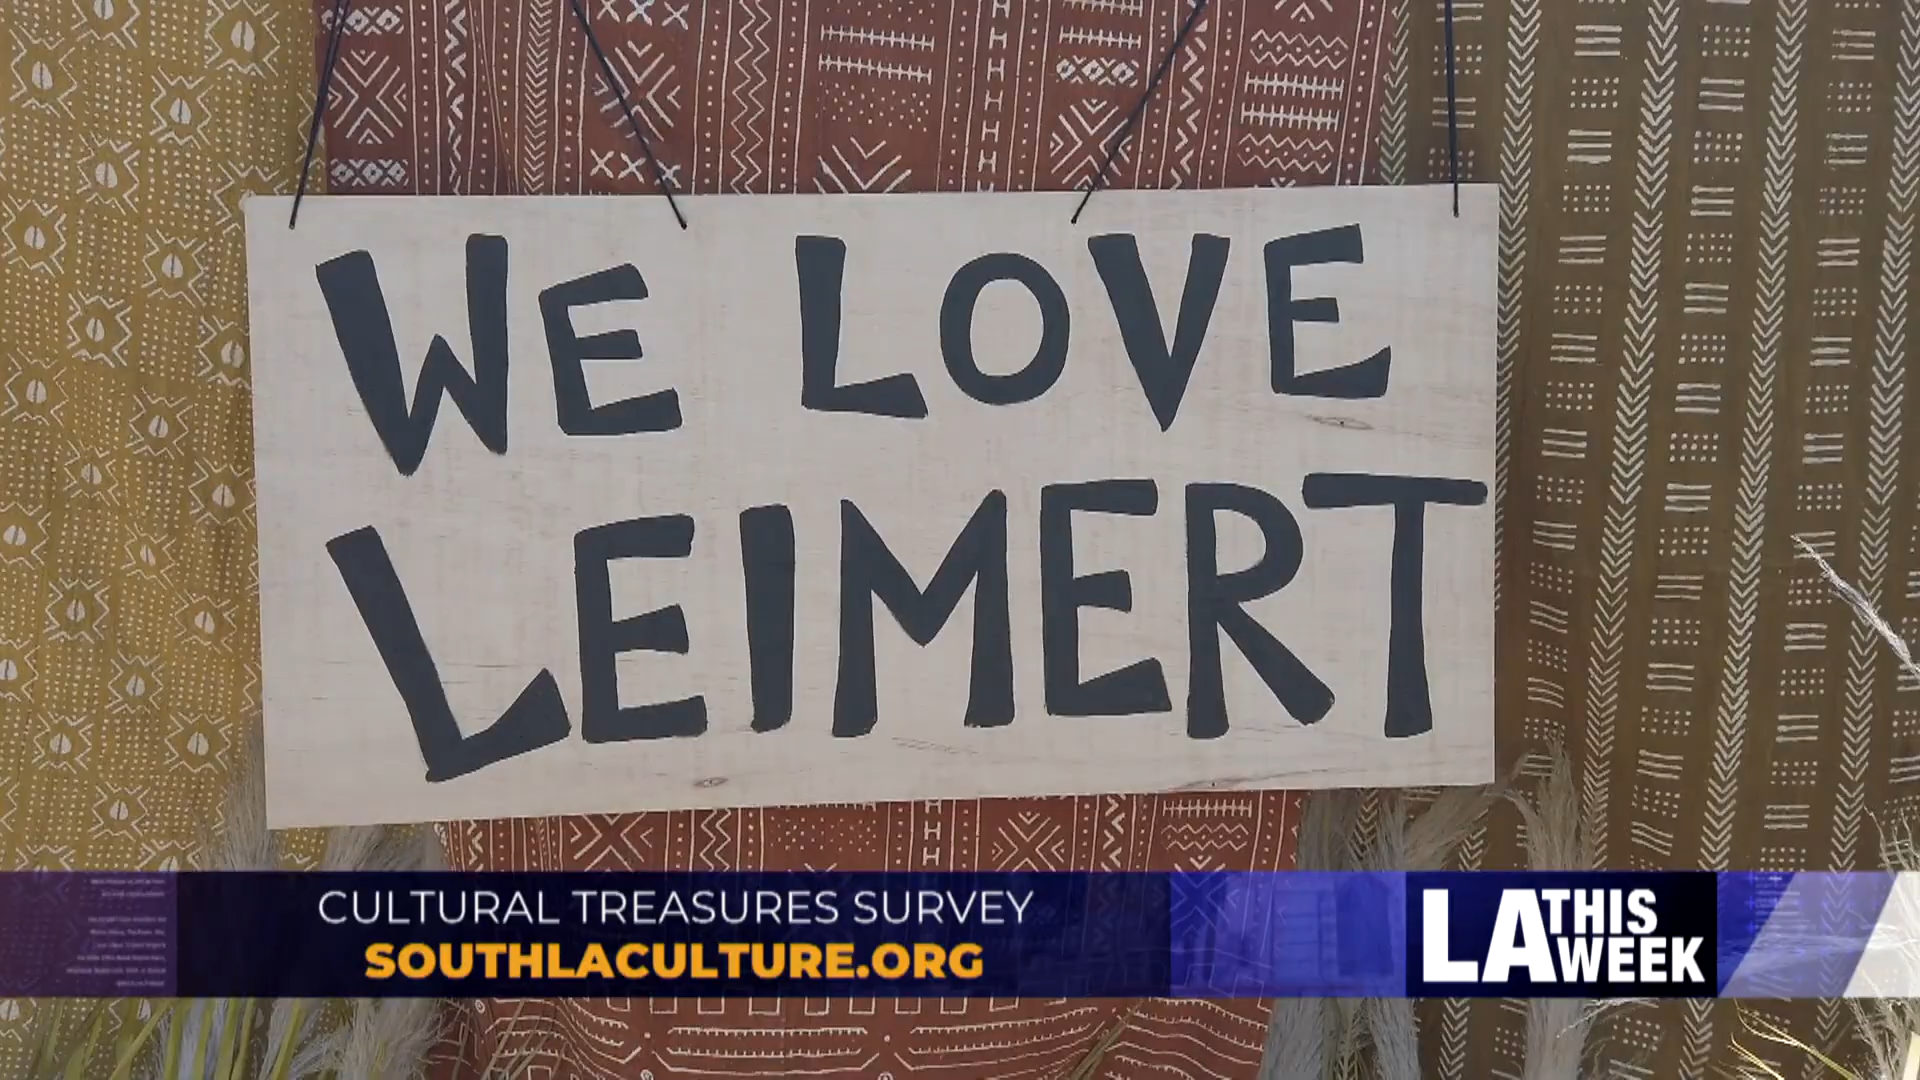 WE LOVE
LEIMERT
CULTURAL TREASURES SURVEY
SOUTHLACULTURE.ORG
LA THIS WEEK